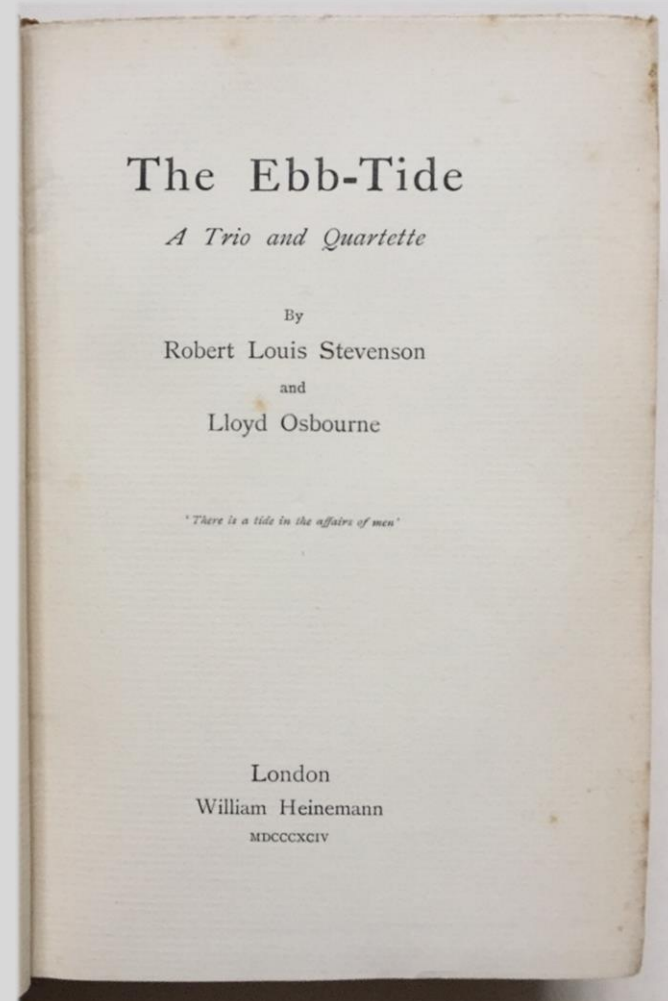 The Ebb-Tide
A Trio and Quartette
By
Robert Louis Stevenson
and
Lloyd Osbourne
'There is a tide in the affairs of men'
London
William Heinemann
MDCCCXCIV